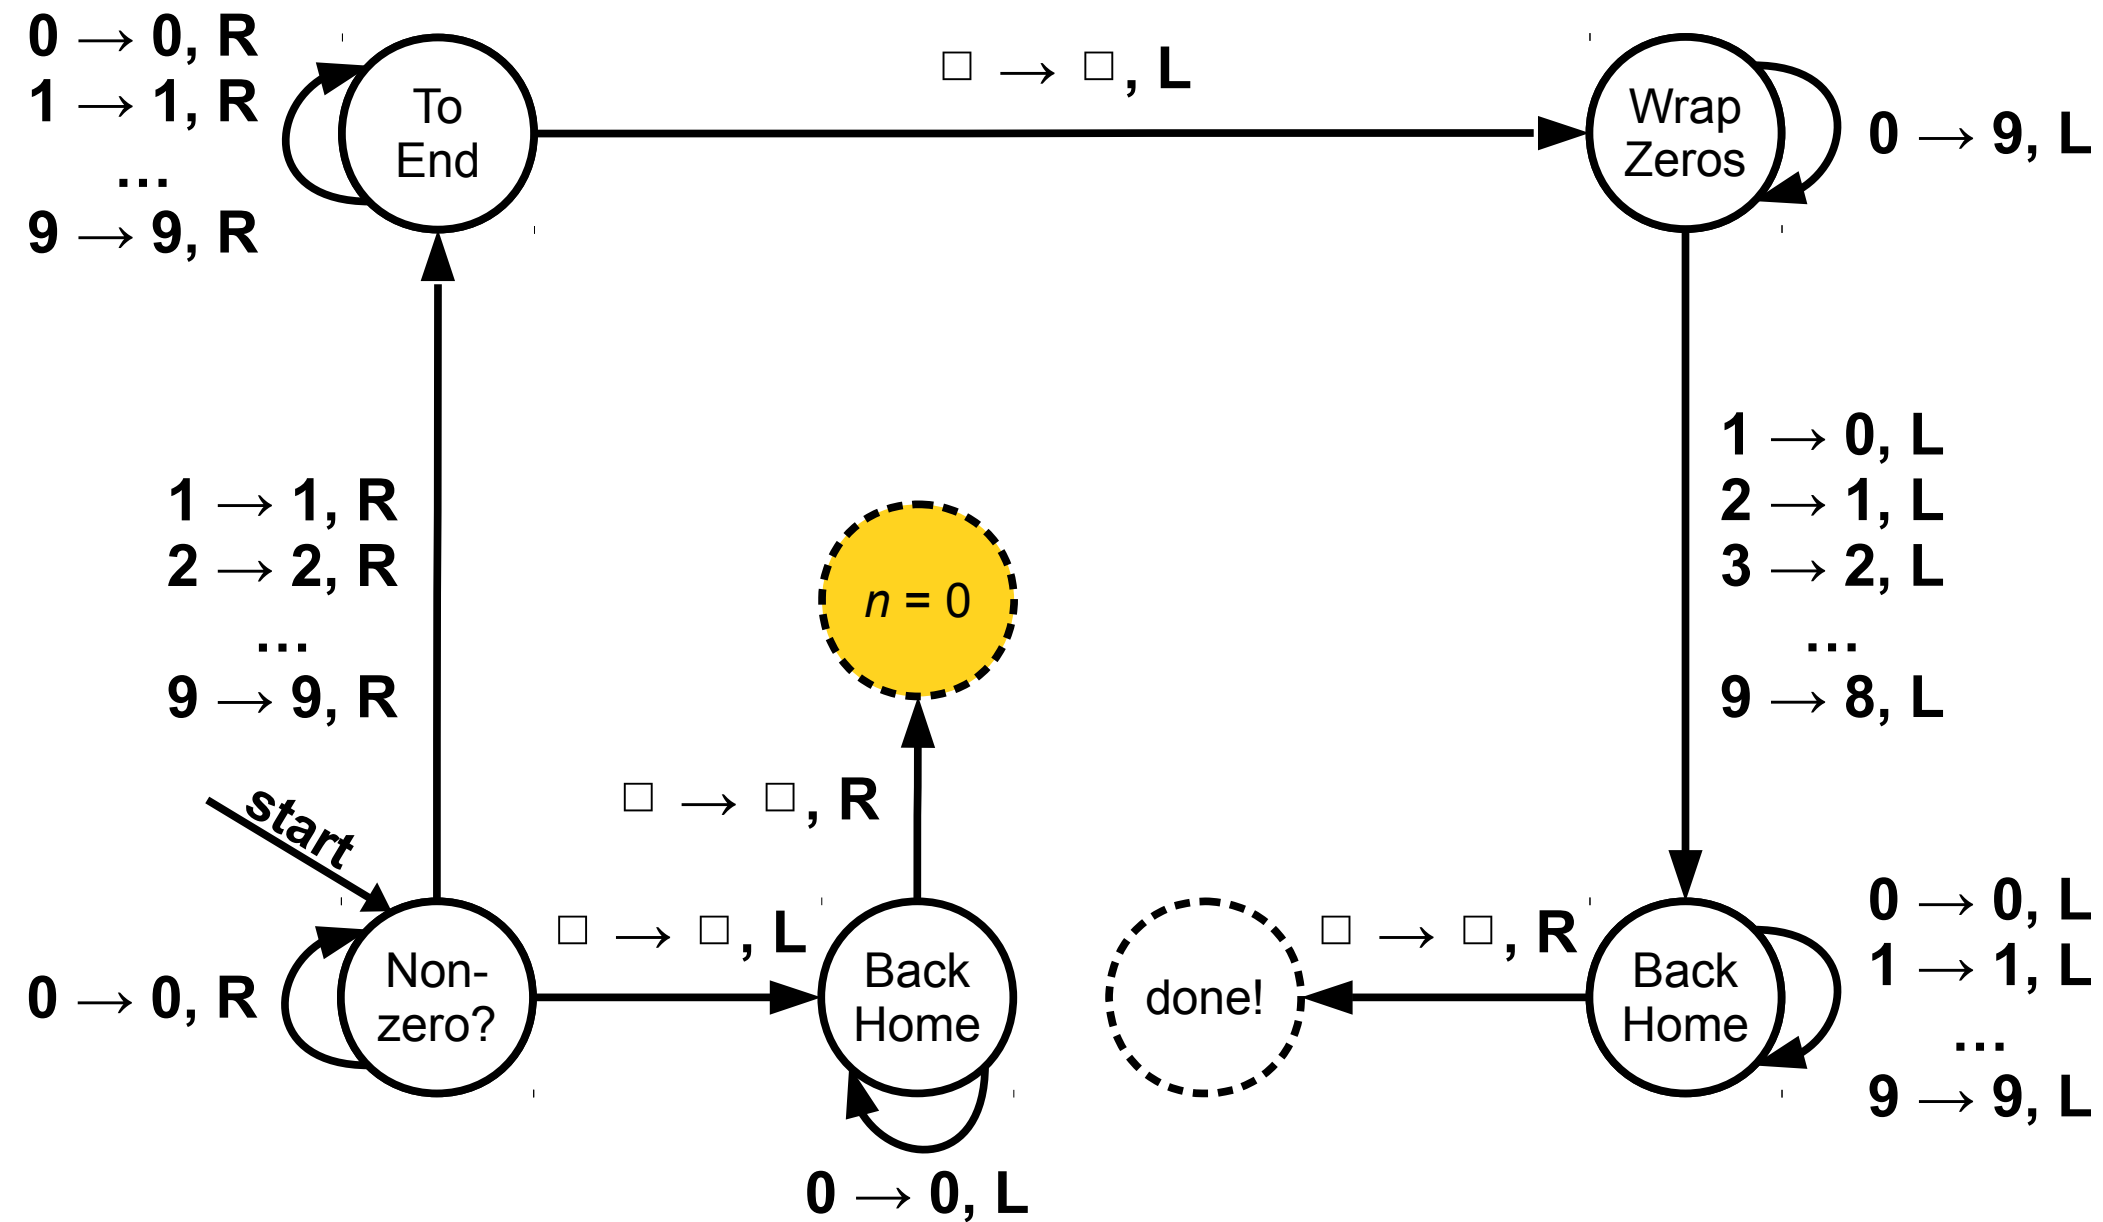 0 → 0, R
1 → 1, R
…
9 → 9, R
To
End
□ → □, L
Wrap
Zeros
0 → 9, L
1 → 1, R
2 → 2, R
…
9 → 9, R
n = 0
1 → 0, L
2 → 1, L
3 → 2, L
…
9 → 8, L
start
□ → □, R
0 → 0, R
Non-
zero?
□ → □, L
Back
Home
0 → 0, L
done!
□ → □, R
Back
Home
0 → 0, L
1 → 1, L
…
9 → 9, L